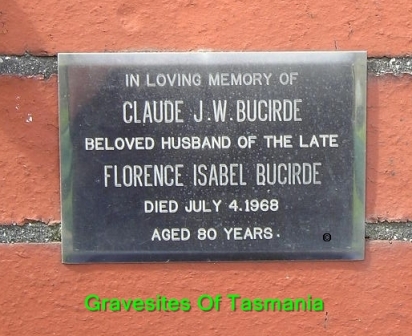 IN LOVING MEMORY OF
CLAUDE J.W. BUCIRDE
BELOVED HUSBAND OF THE LATE
FLORENCE ISABEL BUCIRDE
DIED JULY 4.1968
AGED 80 YEARS.
Gravesites Of Tasmania